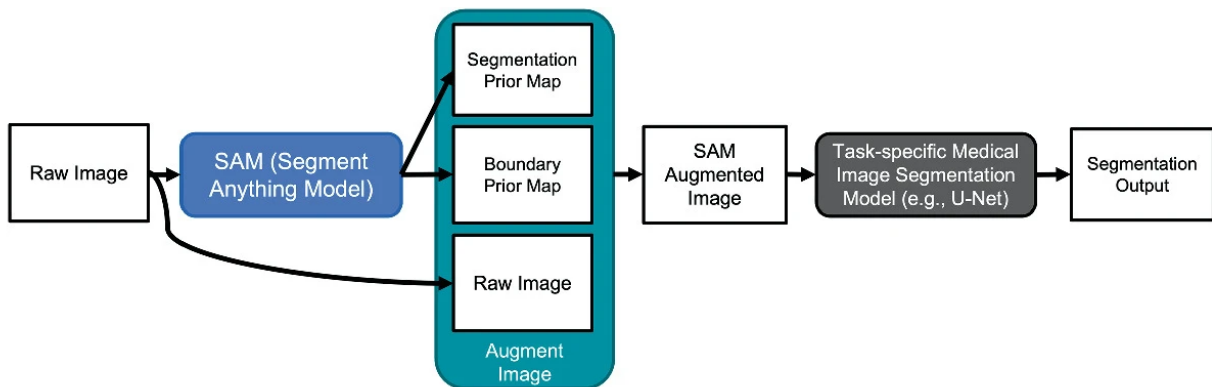 Raw Image
SAM (Segment
Anything Model)
Segmentation
Prior Map
Boundary
Prior Map
Raw Image
Augment
Image
SAM
Augmented
Image
Task-specific Medical
Image Segmentation
Model (e.g., U-Net)
Segmentation
Output